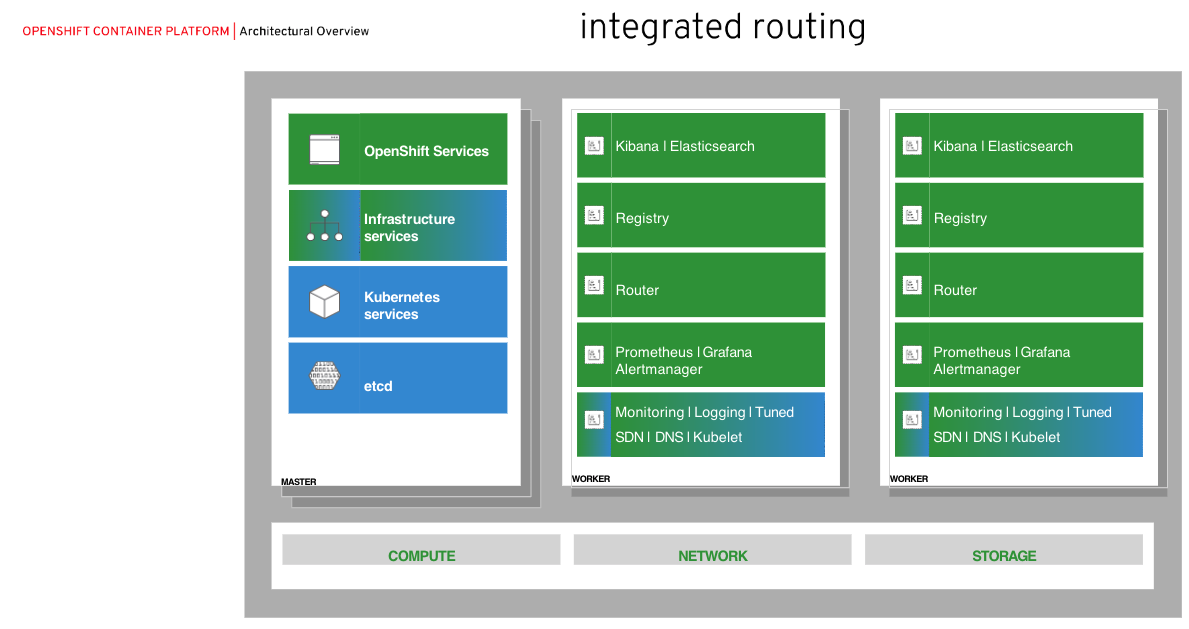 OPENSHIFT CONTAINER PLATFORM | Architectural Overview
integrated routing
OpenShift Services
Infrastructure
services
Kubernetes
services
etcd
MASTER
Kibana | Elasticsearch
Registry
Router
Prometheus | Grafana
Alertmanager
Monitoring | Logging | Tuned
SDN | DNS | Kubelet
WORKER
Kibana | Elasticsearch
Registry
Router
Prometheus | Grafana
Alertmanager
Monitoring | Logging | Tuned
SDN | DNS | Kubelet
WORKER
COMPUTE
NETWORK
STORAGE